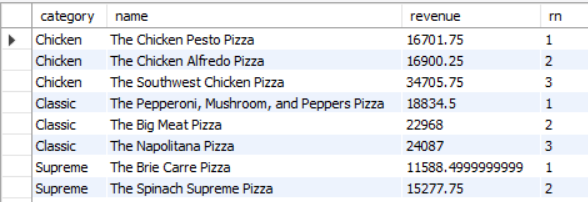 category name revenue rn
Chicken The Chicken Pesto Pizza 16701.75 1
Chicken The Chicken Alfredo Pizza 16900.25 2
Chicken The Southwest Chicken Pizza 34705.75 3
Classic The Pepperoni, Mushroom, and Peppers Pizza 18834.5 1
Classic The Big Meat Pizza 22968 2
Classic The Napolitana Pizza 24087 3
Supreme The Brie Carre Pizza 11588.4999999999 1
Supreme The Spinach Supreme Pizza 15277.75 2